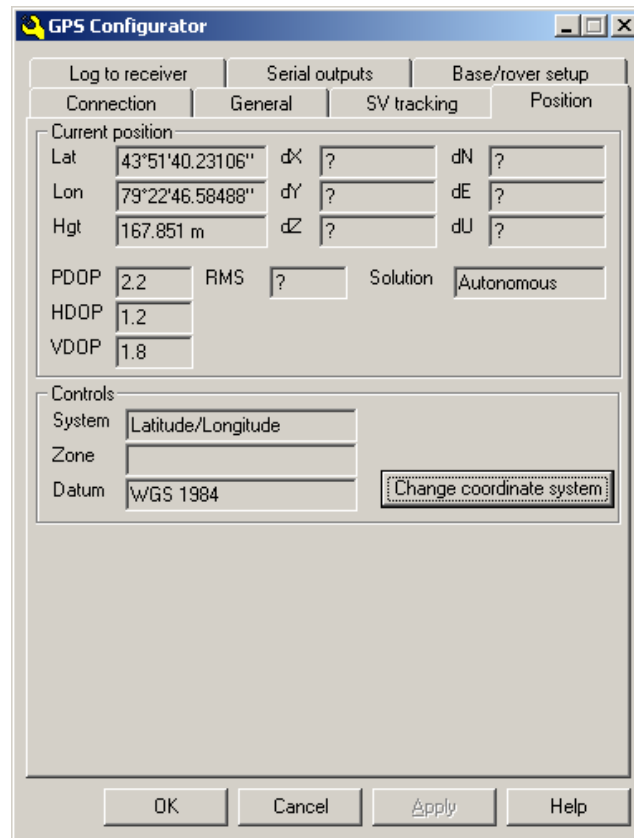 GPS Configurator
Log to receiver Serial outputs Base/rover setup
Connection General SV tracking Position
Current position
Lat 43°51'40.23106" dX ? dN ?
Lon 79°22'46.58488" dY ? dE ?
Hgt 167.851 m dZ ? dU ?
PDOP 2.2 RMS ? Solution Autonomous
HDOP 1.2
VDOP 1.8
Controls
System Latitude/Longitude
Zone
Datum WGS 1984 Change coordinate system
OK Cancel Apply Help